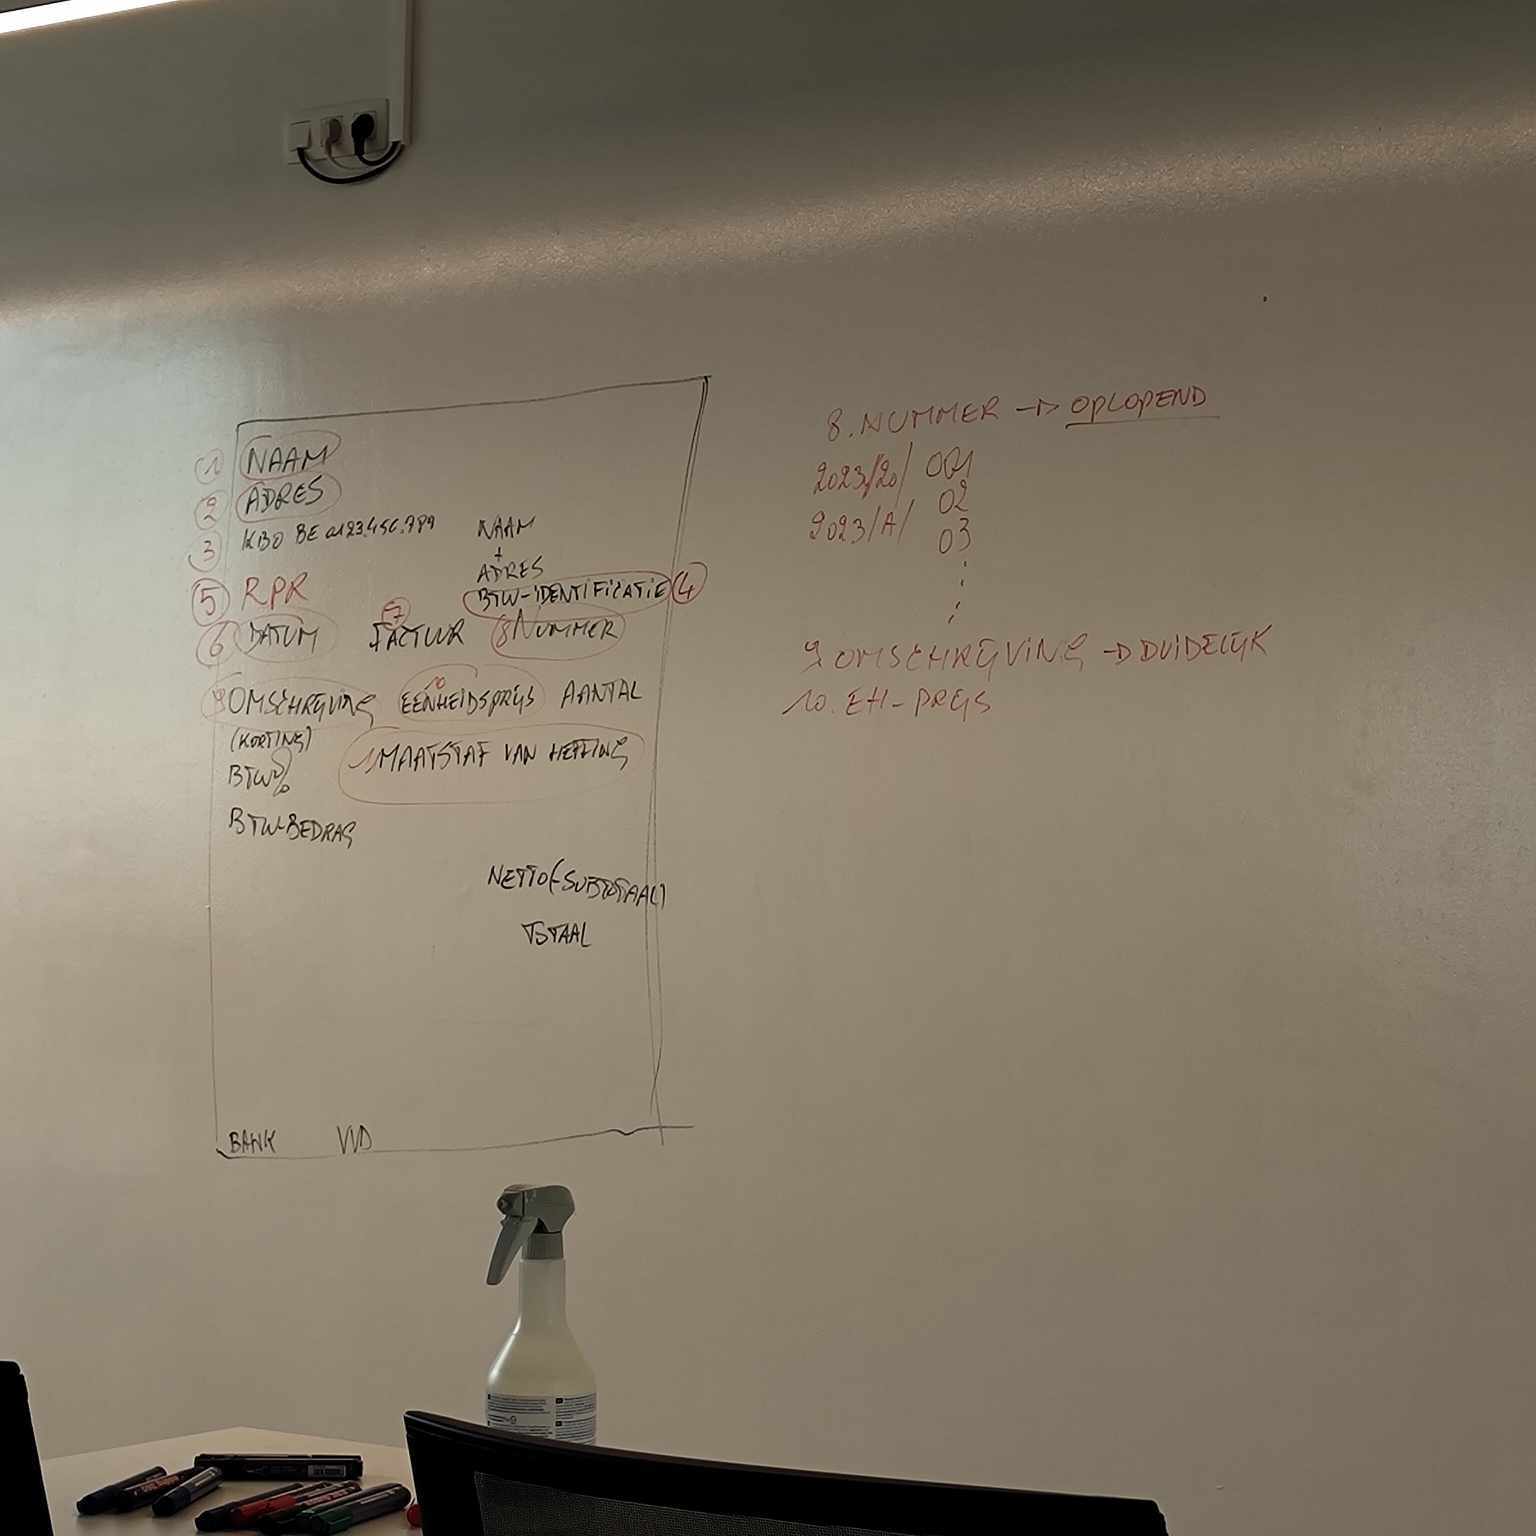 1 NAAM
2 ADRES
3 KBO BE 0123.456.789
NAAM
+
ADRES
BTW-IDENTIFICATIE 4
5 RPR
6 DATUM 7 FACTUUR 8 NUMMER
9 OMSCHRIJVING 10 EENHEIDSPRIJS AANTAL
(KORTING) 11 MAATSTAF VAN HEFFING
BTW%
BTW-BEDRAG
NETTO(-SUBTOTAAL)
TOTAAL
BANK VVD
8. NUMMER → OPLOPEND
2023/20/ 001
02
2023/A/ 03
9 OMSCHRIJVING → DUIDELIJK
10. EH-PRIJS